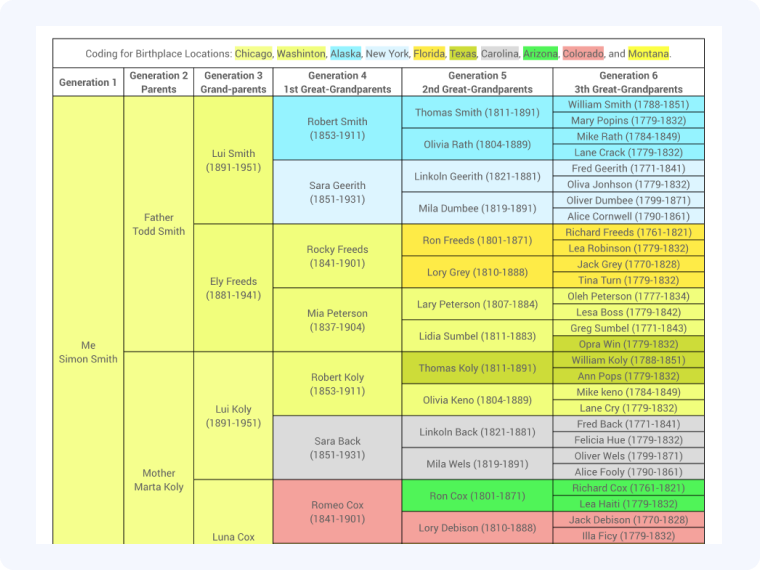 Coding for Birthplace Locations: Chicago, Washinton, Alaska, New York, Florida, Texas, Carolina, Arizona, Colorado, and Montana.
Generation 1
Generation 2
Parents
Generation 3
Grand-parents
Generation 4
1st Great-Grandparents
Generation 5
2nd Great-Grandparents
Generation 6
3th Great-Grandparents
Me
Simon Smith
Father
Todd Smith
Lui Smith
(1891-1951)
Robert Smith
(1853-1911)
Thomas Smith (1811-1891)
William Smith (1788-1851)
Mary Popins (1779-1832)
Olivia Rath (1804-1889)
Mike Rath (1784-1849)
Lane Crack (1779-1832)
Sara Geerith
(1851-1931)
Linkoln Geerith (1821-1881)
Fred Geerith (1771-1841)
Oliva Jonhson (1779-1832)
Mila Dumbee (1819-1891)
Oliver Dumbee (1799-1871)
Alice Cornwell (1790-1861)
Ely Freeds
(1881-1941)
Rocky Freeds
(1841-1901)
Ron Freeds (1801-1871)
Richard Freeds (1761-1821)
Lea Robinson (1779-1832)
Lory Grey (1810-1888)
Jack Grey (1770-1828)
Tina Turn (1779-1832)
Mia Peterson
(1837-1904)
Lary Peterson (1807-1884)
Oleh Peterson (1777-1834)
Lesa Boss (1779-1842)
Lidia Sumbel (1811-1883)
Greg Sumbel (1771-1843)
Opra Win (1779-1832)
Mother
Marta Koly
Lui Koly
(1891-1951)
Robert Koly
(1853-1911)
Thomas Koly (1811-1891)
William Koly (1788-1851)
Ann Pops (1779-1832)
Olivia Keno (1804-1889)
Mike keno (1784-1849)
Lane Cry (1779-1832)
Sara Back
(1851-1931)
Linkoln Back (1821-1881)
Fred Back (1771-1841)
Felicia Hue (1779-1832)
Mila Wels (1819-1891)
Oliver Wels (1799-1871)
Alice Fooly (1790-1861)
Luna Cox
Romeo Cox
(1841-1901)
Ron Cox (1801-1871)
Richard Cox (1761-1821)
Lea Haiti (1779-1832)
Lory Debison (1810-1888)
Jack Debison (1770-1828)
Illa Ficy (1779-1832)